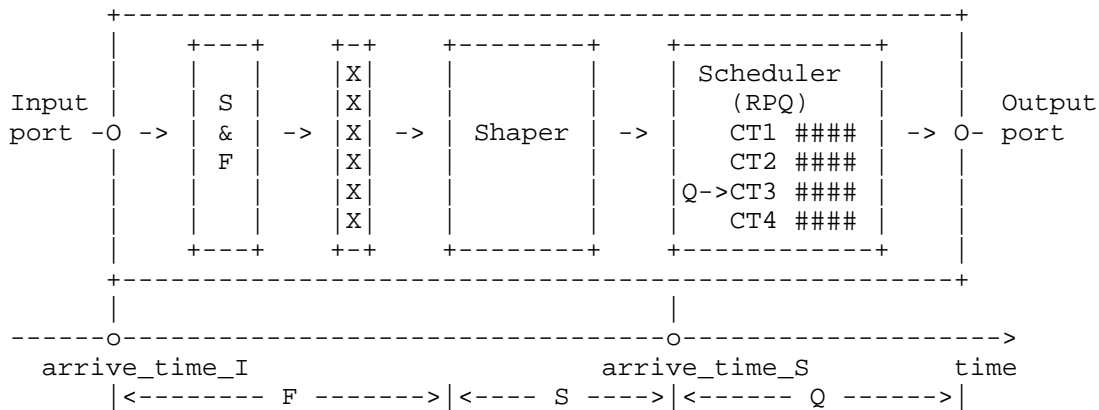 +----------------------------------------------------+
|    +---+    +-+    +--------+    +------------+    |
|    |   |    |X|    |        |    | Scheduler  |    |
Input |    | S |    |X|    |        |    |   (RPQ)    |    | Output
port -O -> | & | -> |X| -> | Shaper | -> |   CT1 #### | -> O- port
|    | F |    |X|    |        |    |   CT2 #### |    |
|    |   |    |X|    |        |    |Q->CT3 #### |    |
|    |   |    |X|    |        |    |   CT4 #### |    |
|    +---+    +-+    +--------+    +------------+    |
+----------------------------------------------------+
|                                  |
------o----------------------------------o-------------------->
arrive_time_I                      arrive_time_S         time
|<-------- F ------->|<---- S ---->|<------ Q ------>|